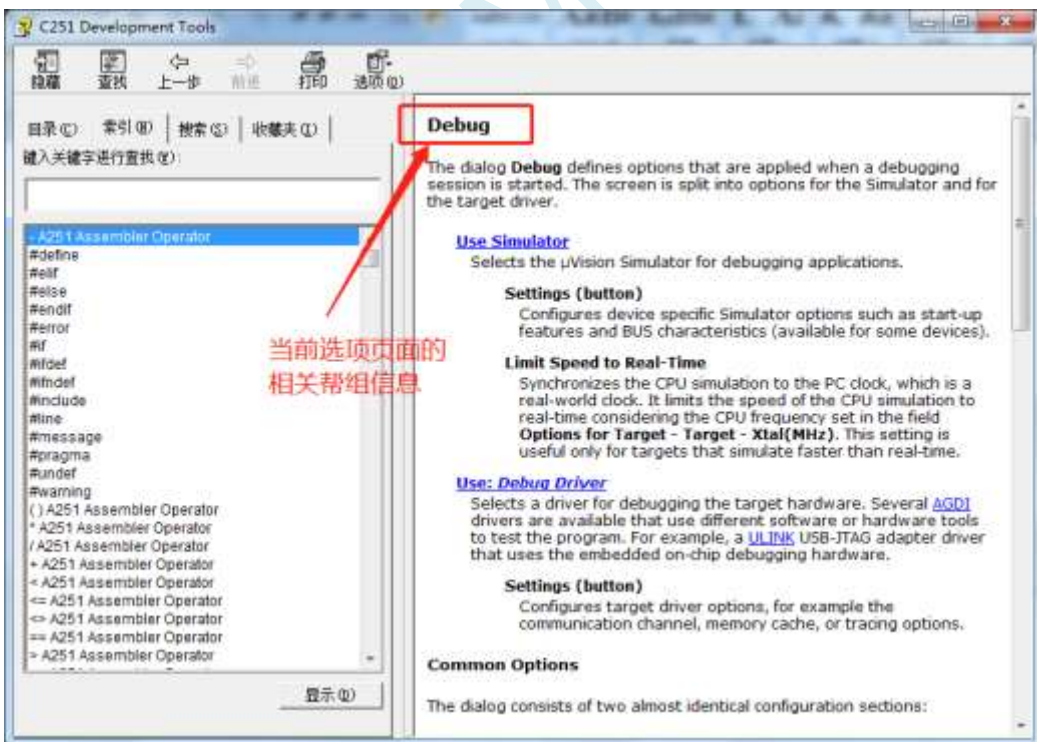 C251 Development Tools
隐藏 查找 上一步 前进 打印 选项(O)
目录(C) 索引(N) 搜索(S) 收藏夹(I)
键入关键字进行查找(W):
- A251 Assembler Operator
#define
#elif
#else
#endif
#error
#if
#ifdef
#ifndef
#include
#line
#message
#pragma
#undef
#warning
( ) A251 Assembler Operator
* A251 Assembler Operator
/ A251 Assembler Operator
+ A251 Assembler Operator
< A251 Assembler Operator
<= A251 Assembler Operator
<> A251 Assembler Operator
== A251 Assembler Operator
> A251 Assembler Operator
显示(D)
当前选项页面的
相关帮组信息
Debug
The dialog Debug defines options that are applied when a debugging
session is started. The screen is split into options for the Simulator and for
the target driver.
Use Simulator
Selects the µVision Simulator for debugging applications.
Settings (button)
Configures device specific Simulator options such as start-up
features and BUS characteristics (available for some devices).
Limit Speed to Real-Time
Synchronizes the CPU simulation to the PC clock, which is a
real-world clock. It limits the speed of the CPU simulation to
real-time considering the CPU frequency set in the field
Options for Target - Target - Xtal(MHz). This setting is
useful only for targets that simulate faster than real-time.
Use: Debug Driver
Selects a driver for debugging the target hardware. Several AGDI
drivers are available that use different software or hardware tools
to test the program. For example, a ULINK USB-JTAG adapter driver
that uses the embedded on-chip debugging hardware.
Settings (button)
Configures target driver options, for example the
communication channel, memory cache, or tracing options.
Common Options
The dialog consists of two almost identical configuration sections: